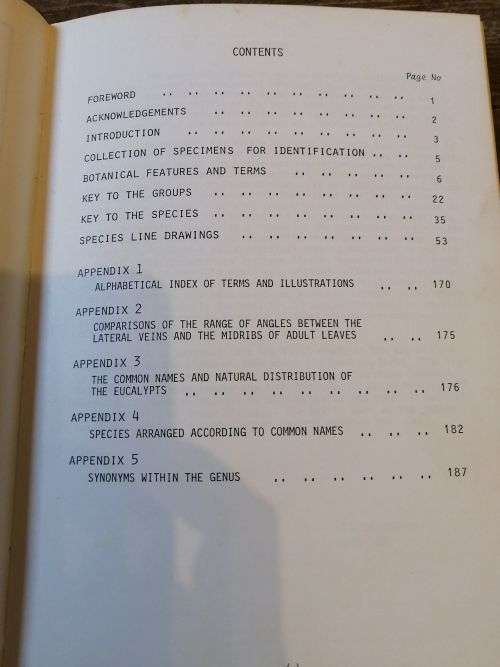 CONTENTS
Page No
FOREWORD .. .. .. .. .. .. .. .. .. .. 1
ACKNOWLEDGEMENTS .. .. .. .. .. .. .. .. 2
INTRODUCTION .. .. .. .. .. .. .. .. .. 3
COLLECTION OF SPECIMENS FOR IDENTIFICATION .. .. 5
BOTANICAL FEATURES AND TERMS .. .. .. .. .. 6
KEY TO THE GROUPS .. .. .. .. .. .. .. .. 22
KEY TO THE SPECIES .. .. .. .. .. .. .. .. 35
SPECIES LINE DRAWINGS .. .. .. .. .. .. .. 53
APPENDIX 1
ALPHABETICAL INDEX OF TERMS AND ILLUSTRATIONS .. .. 170
APPENDIX 2
COMPARISONS OF THE RANGE OF ANGLES BETWEEN THE
LATERAL VEINS AND THE MIDRIBS OF ADULT LEAVES .. .. 175
APPENDIX 3
THE COMMON NAMES AND NATURAL DISTRIBUTION OF
THE EUCALYPTS .. .. .. .. .. .. .. .. .. 176
APPENDIX 4
SPECIES ARRANGED ACCORDING TO COMMON NAMES .. .. .. 182
APPENDIX 5
SYNONYMS WITHIN THE GENUS .. .. .. .. .. .. 187